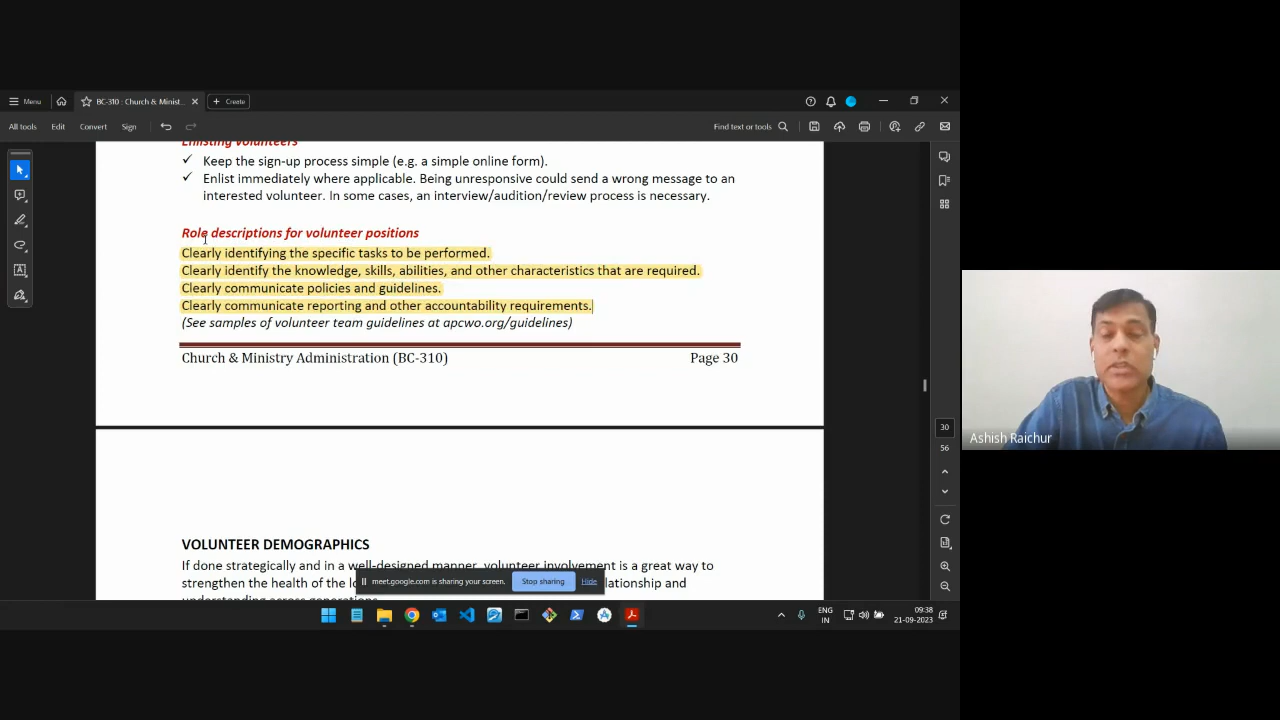 Menu
BC-310 : Church & Minist...
Create
All tools Edit Convert Sign
Find text or tools
Enlisting volunteers
✓ Keep the sign-up process simple (e.g. a simple online form).
✓ Enlist immediately where applicable. Being unresponsive could send a wrong message to an
interested volunteer. In some cases, an interview/audition/review process is necessary.
Role descriptions for volunteer positions
Clearly identifying the specific tasks to be performed.
Clearly identify the knowledge, skills, abilities, and other characteristics that are required.
Clearly communicate policies and guidelines.
Clearly communicate reporting and other accountability requirements.
(See samples of volunteer team guidelines at apcwo.org/guidelines)
Church & Ministry Administration (BC-310) Page 30
Ashish Raichur
30
56
VOLUNTEER DEMOGRAPHICS
If done strategically and in a well-designed manner, volunteer involvement is a great way to
strengthen the health of the lo
lationship and
meet.google.com is sharing your screen.
Stop sharing
Hide
understanding across generations
ENG
IN
09:38
21-09-2023